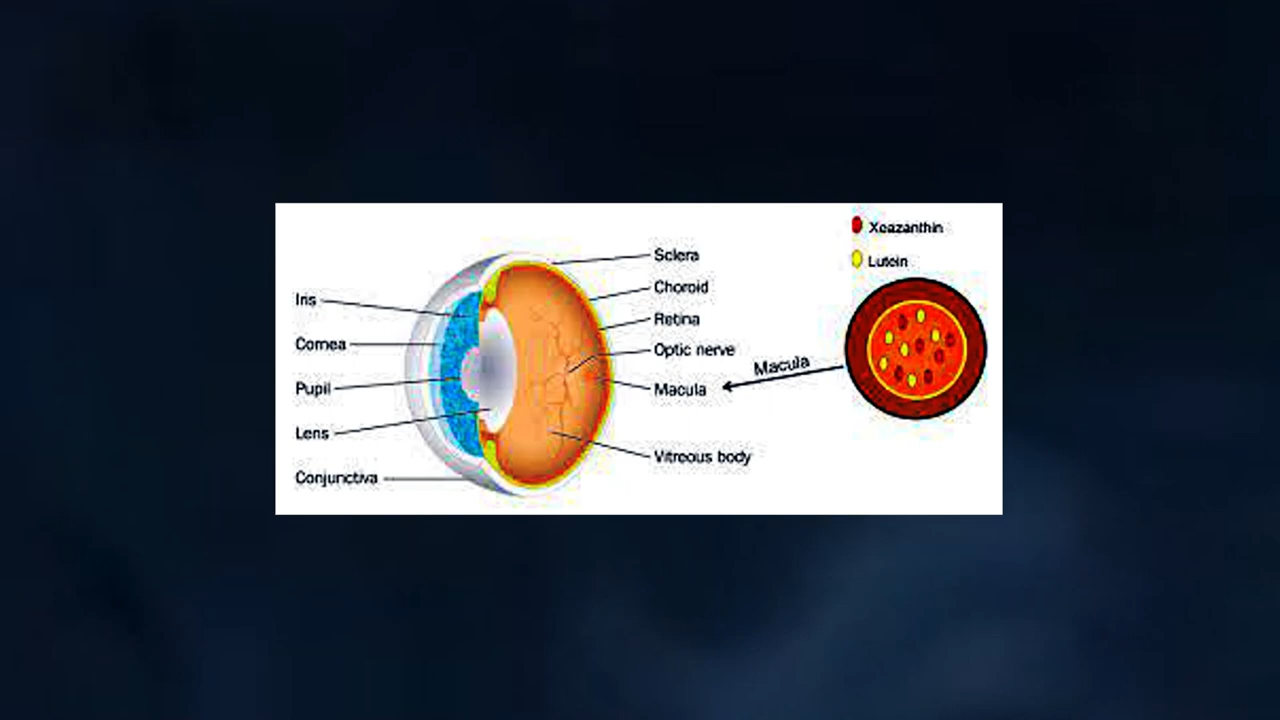 Iris
Cornea
Pupil
Lens
Conjunctiva
Sclera
Choroid
Retina
Optic nerve
Macula
Vitreous body
Macula
Xeazanthin
Lutein